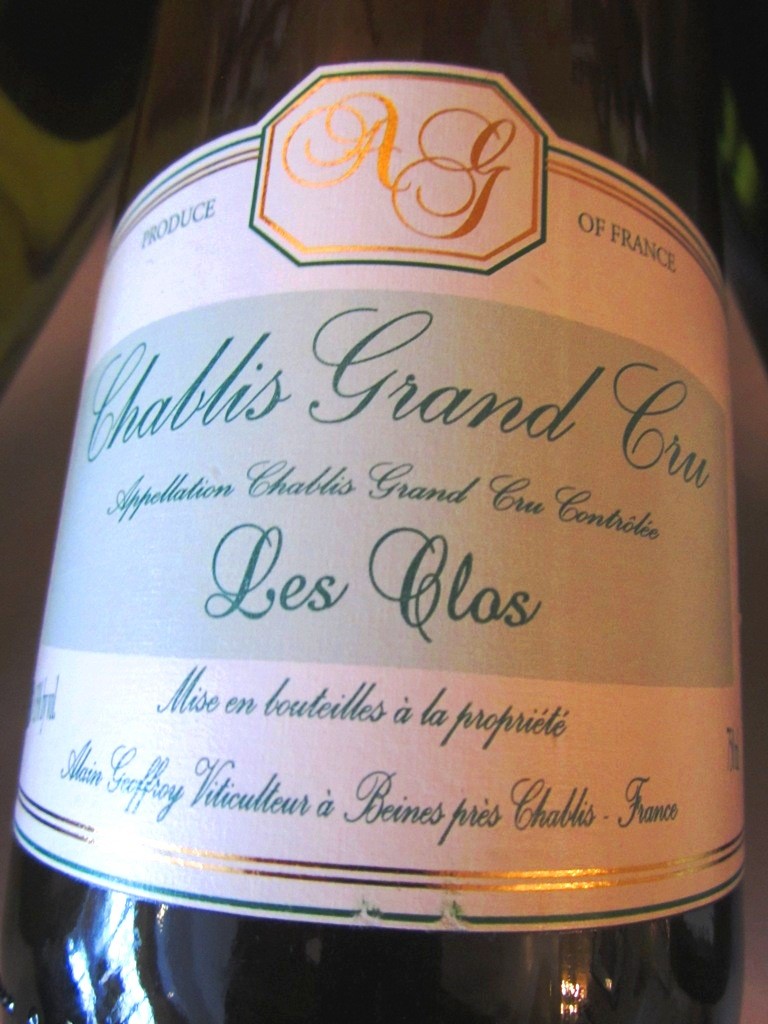 AG
PRODUCE OF FRANCE
Chablis Grand Cru
Appellation Chablis Grand Cru Contrôlée
Les Clos
Mise en bouteilles à la propriété
Alain Geoffroy Viticulteur à Beines près Chablis - France